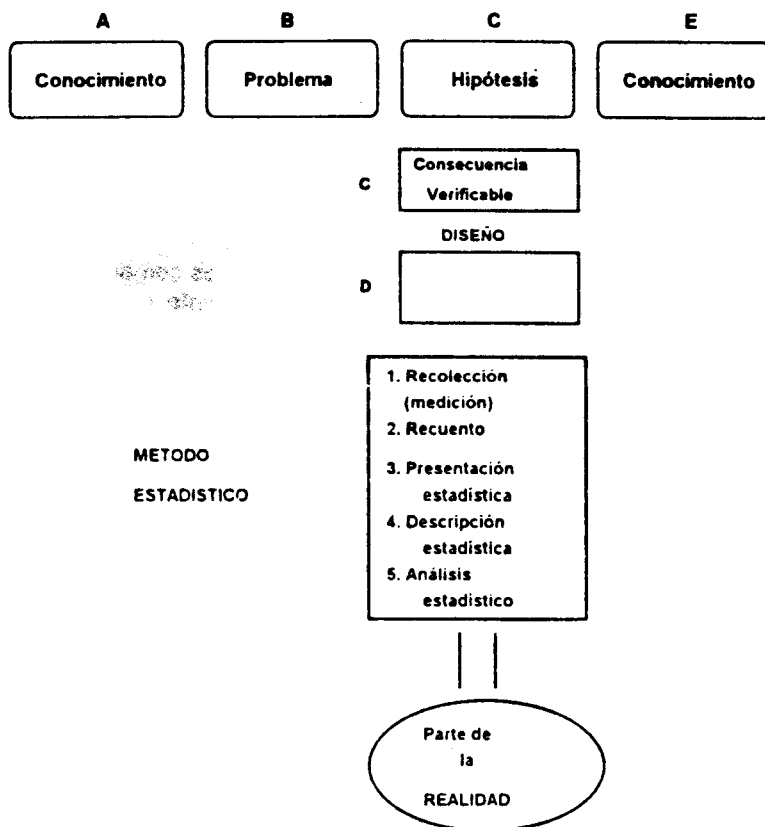 A B C E
Conocimiento Problema Hipótesis Conocimiento
C
Consecuencia
Verificable
DISEÑO
D
METODO
ESTADISTICO
1. Recolección
(medición)
2. Recuento
3. Presentación
estadística
4. Descripción
estadística
5. Análisis
estadístico
Parte de
la
REALIDAD